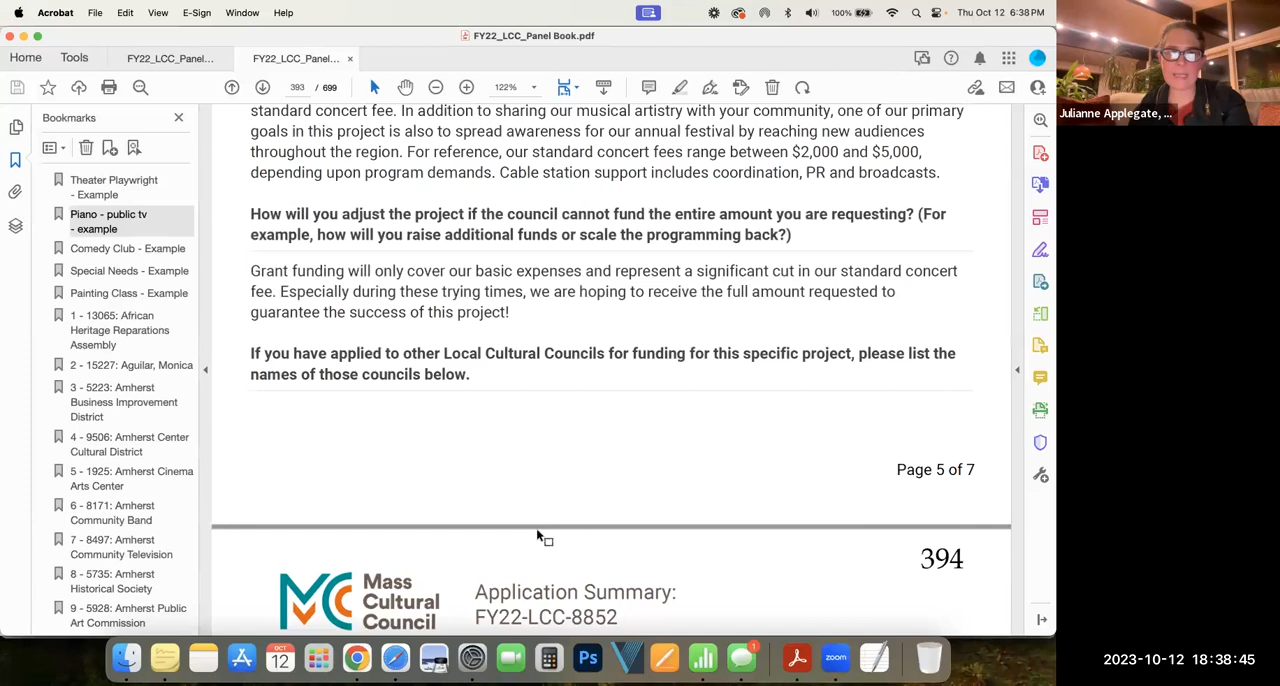 Acrobat File Edit View E-Sign Window Help
100% Thu Oct 12 6:38 PM
FY22_LCC_Panel Book.pdf
Home Tools FY22_LCC_Panel... FY22_LCC_Panel... ×
393 / 699 122%
Bookmarks
Theater Playwright
- Example
Piano - public tv
- example
Comedy Club - Example
Special Needs - Example
Painting Class - Example
1 - 13065: African
Heritage Reparations
Assembly
2 - 15227: Aguilar, Monica
3 - 5223: Amherst
Business Improvement
District
4 - 9506: Amherst Center
Cultural District
5 - 1925: Amherst Cinema
Arts Center
6 - 8171: Amherst
Community Band
7 - 8497: Amherst
Community Television
8 - 5735: Amherst
Historical Society
9 - 5928: Amherst Public
Art Commission
standard concert fee. In addition to sharing our musical artistry with your community, one of our primary
goals in this project is also to spread awareness for our annual festival by reaching new audiences
throughout the region. For reference, our standard concert fees range between $2,000 and $5,000,
depending upon program demands. Cable station support includes coordination, PR and broadcasts.
How will you adjust the project if the council cannot fund the entire amount you are requesting? (For
example, how will you raise additional funds or scale the programming back?)
Grant funding will only cover our basic expenses and represent a significant cut in our standard concert
fee. Especially during these trying times, we are hoping to receive the full amount requested to
guarantee the success of this project!
If you have applied to other Local Cultural Councils for funding for this specific project, please list the
names of those councils below.
Page 5 of 7
394
MCC
Mass
Cultural
Council
Application Summary:
FY22-LCC-8852
Julianne Applegate, ...
OCT
12
Ps
zoom
1
2023-10-12 18:38:45